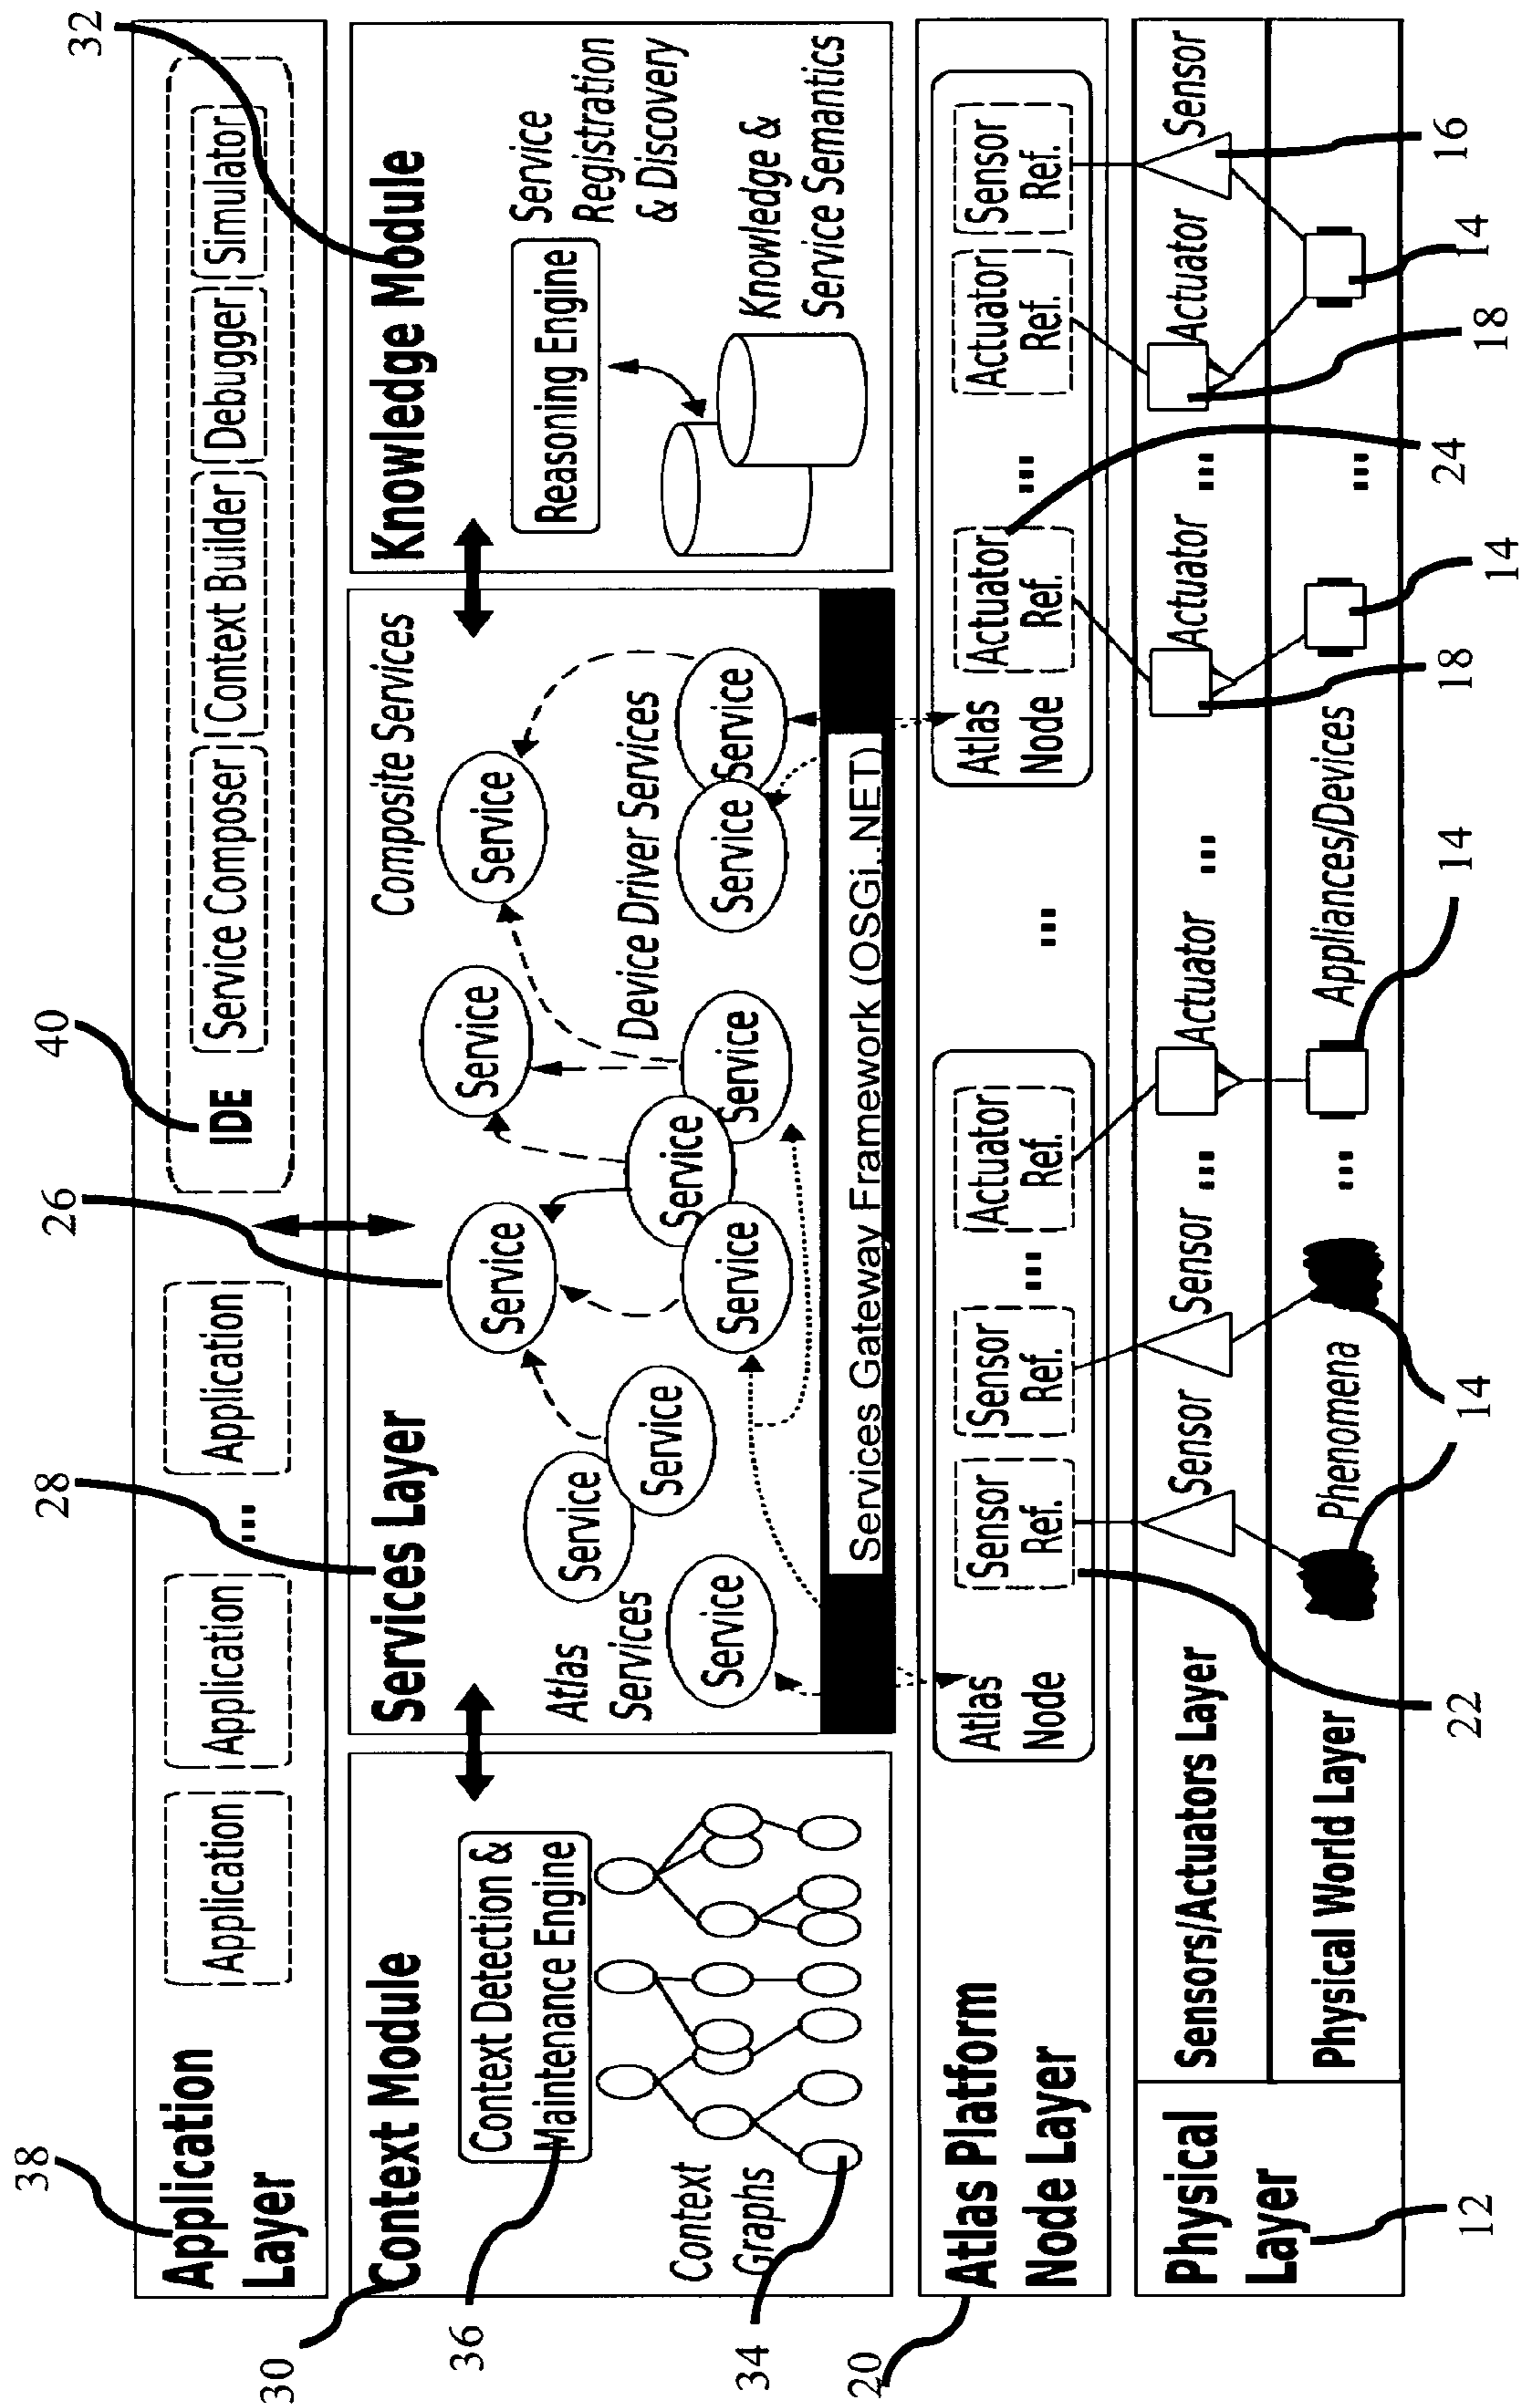 38
Application
Layer
Application
Application
28
...
Application
26
40
IDE
Service Composer
Context Builder
Debugger
Simulator
32
30
Context Module
36
Context Detection &
Maintenance Engine
Context
Graphs
34
Services Layer
Atlas
Services
Service
Service
Service
Service
Service
Service
Service
Service
Service
Service
Service
Composite Services
Device Driver Services
Services Gateway Framework (OSGi, .NET)
Knowledge Module
Reasoning Engine
Service
Registration
& Discovery
Knowledge &
Service Semantics
20
Atlas Platform
Node Layer
Atlas
Node
Sensor
Ref.
Sensor
Ref.
...
Actuator
Ref.
...
Atlas
Node
Actuator
Ref.
...
Actuator
Ref.
Sensor
Ref.
Physical
Layer
12
Sensors/Actuators Layer
Sensor
Sensor
...
Actuator
...
Actuator
...
Actuator
Sensor
Physical World Layer
Phenomena
...
Appliances/Devices
...
22
14
14
18
14
24
18
14
16